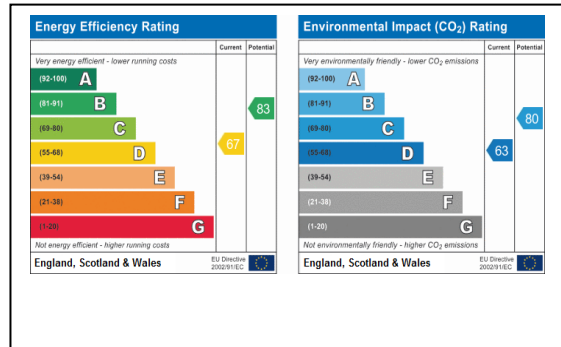 Energy Efficiency Rating
Current Potential
Very energy efficient - lower running costs
(92-100) A
(81-91) B
83
(69-80) C
67
(55-68) D
(39-54) E
(21-38) F
(1-20) G
Not energy efficient - higher running costs
England, Scotland & Wales
EU Directive
2002/91/EC
Environmental Impact (CO₂) Rating
Current Potential
Very environmentally friendly - lower CO₂ emissions
(92-100) A
(81-91) B
80
(69-80) C
(55-68) D
63
(39-54) E
(21-38) F
(1-20) G
Not environmentally friendly - higher CO₂ emissions
England, Scotland & Wales
EU Directive
2002/91/EC